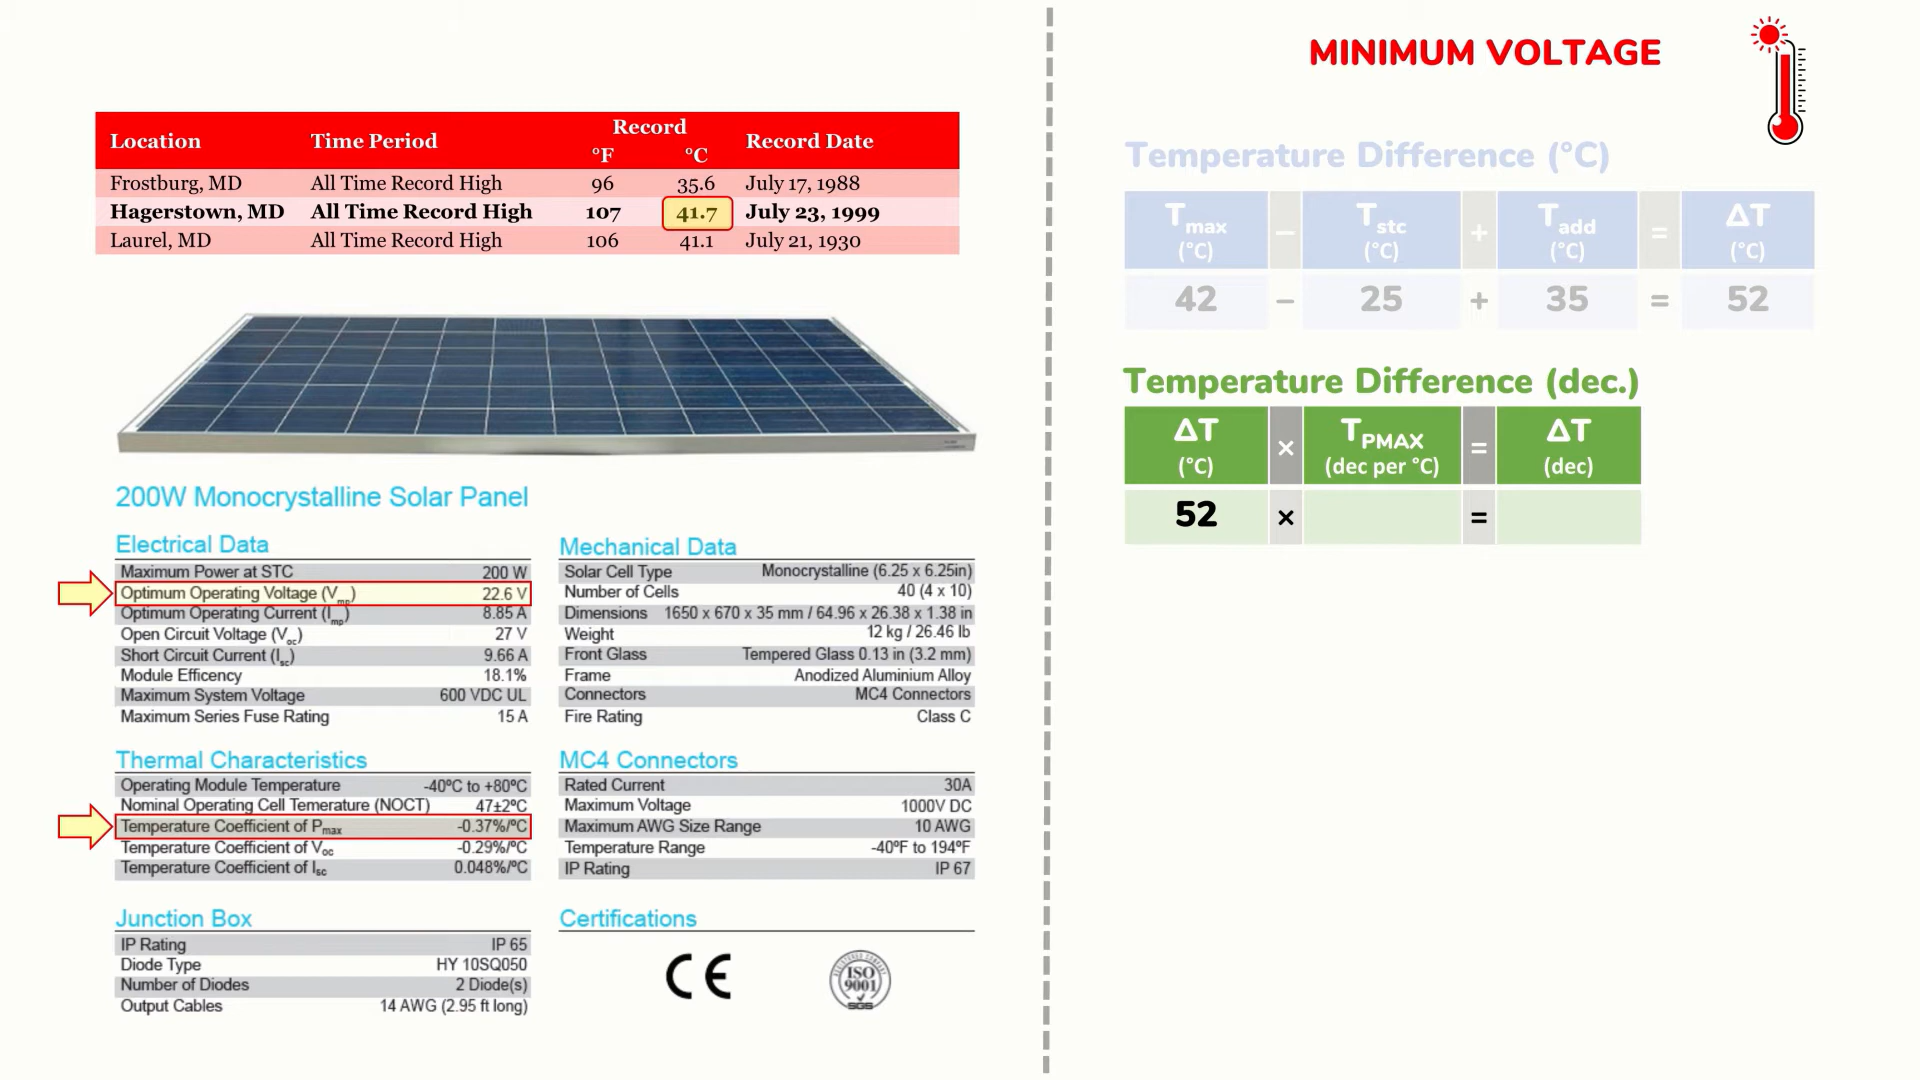 MINIMUM VOLTAGE
Location Time Period Record °F °C Record Date
Frostburg, MD All Time Record High 96 35.6 July 17, 1988
Hagerstown, MD All Time Record High 107 41.7 July 23, 1999
Laurel, MD All Time Record High 106 41.1 July 21, 1930
200W Monocrystalline Solar Panel
Electrical Data
Maximum Power at STC 200 W
Optimum Operating Voltage (Vmp) 22.6 V
Optimum Operating Current (Imp) 8.85 A
Open Circuit Voltage (Voc) 27 V
Short Circuit Current (Isc) 9.66 A
Module Efficency 18.1%
Maximum System Voltage 600 VDC UL
Maximum Series Fuse Rating 15 A
Mechanical Data
Solar Cell Type Monocrystalline (6.25 x 6.25in)
Number of Cells 40 (4 x 10)
Dimensions 1650 x 670 x 35 mm / 64.96 x 26.38 x 1.38 in
Weight 12 kg / 26.46 lb
Front Glass Tempered Glass 0.13 in (3.2 mm)
Frame Anodized Aluminium Alloy
Connectors MC4 Connectors
Fire Rating Class C
Thermal Characteristics
Operating Module Temperature -40ºC to +80ºC
Nominal Operating Cell Temerature (NOCT) 47±2ºC
Temperature Coefficient of Pmax -0.37%/ºC
Temperature Coefficient of Voc -0.29%/ºC
Temperature Coefficient of Isc 0.048%/ºC
MC4 Connectors
Rated Current 30A
Maximum Voltage 1000V DC
Maximum AWG Size Range 10 AWG
Temperature Range -40ºF to 194ºF
IP Rating IP 67
Junction Box
IP Rating IP 65
Diode Type HY 10SQ050
Number of Diodes 2 Diode(s)
Output Cables 14 AWG (2.95 ft long)
Certifications
CE
ISO
9001
SGS
Temperature Difference (°C)
Tmax (°C) − Tstc (°C) + Tadd (°C) = ΔT (°C)
42 − 25 + 35 = 52
Temperature Difference (dec.)
ΔT (°C) × TPMAX (dec per °C) = ΔT (dec)
52 × =